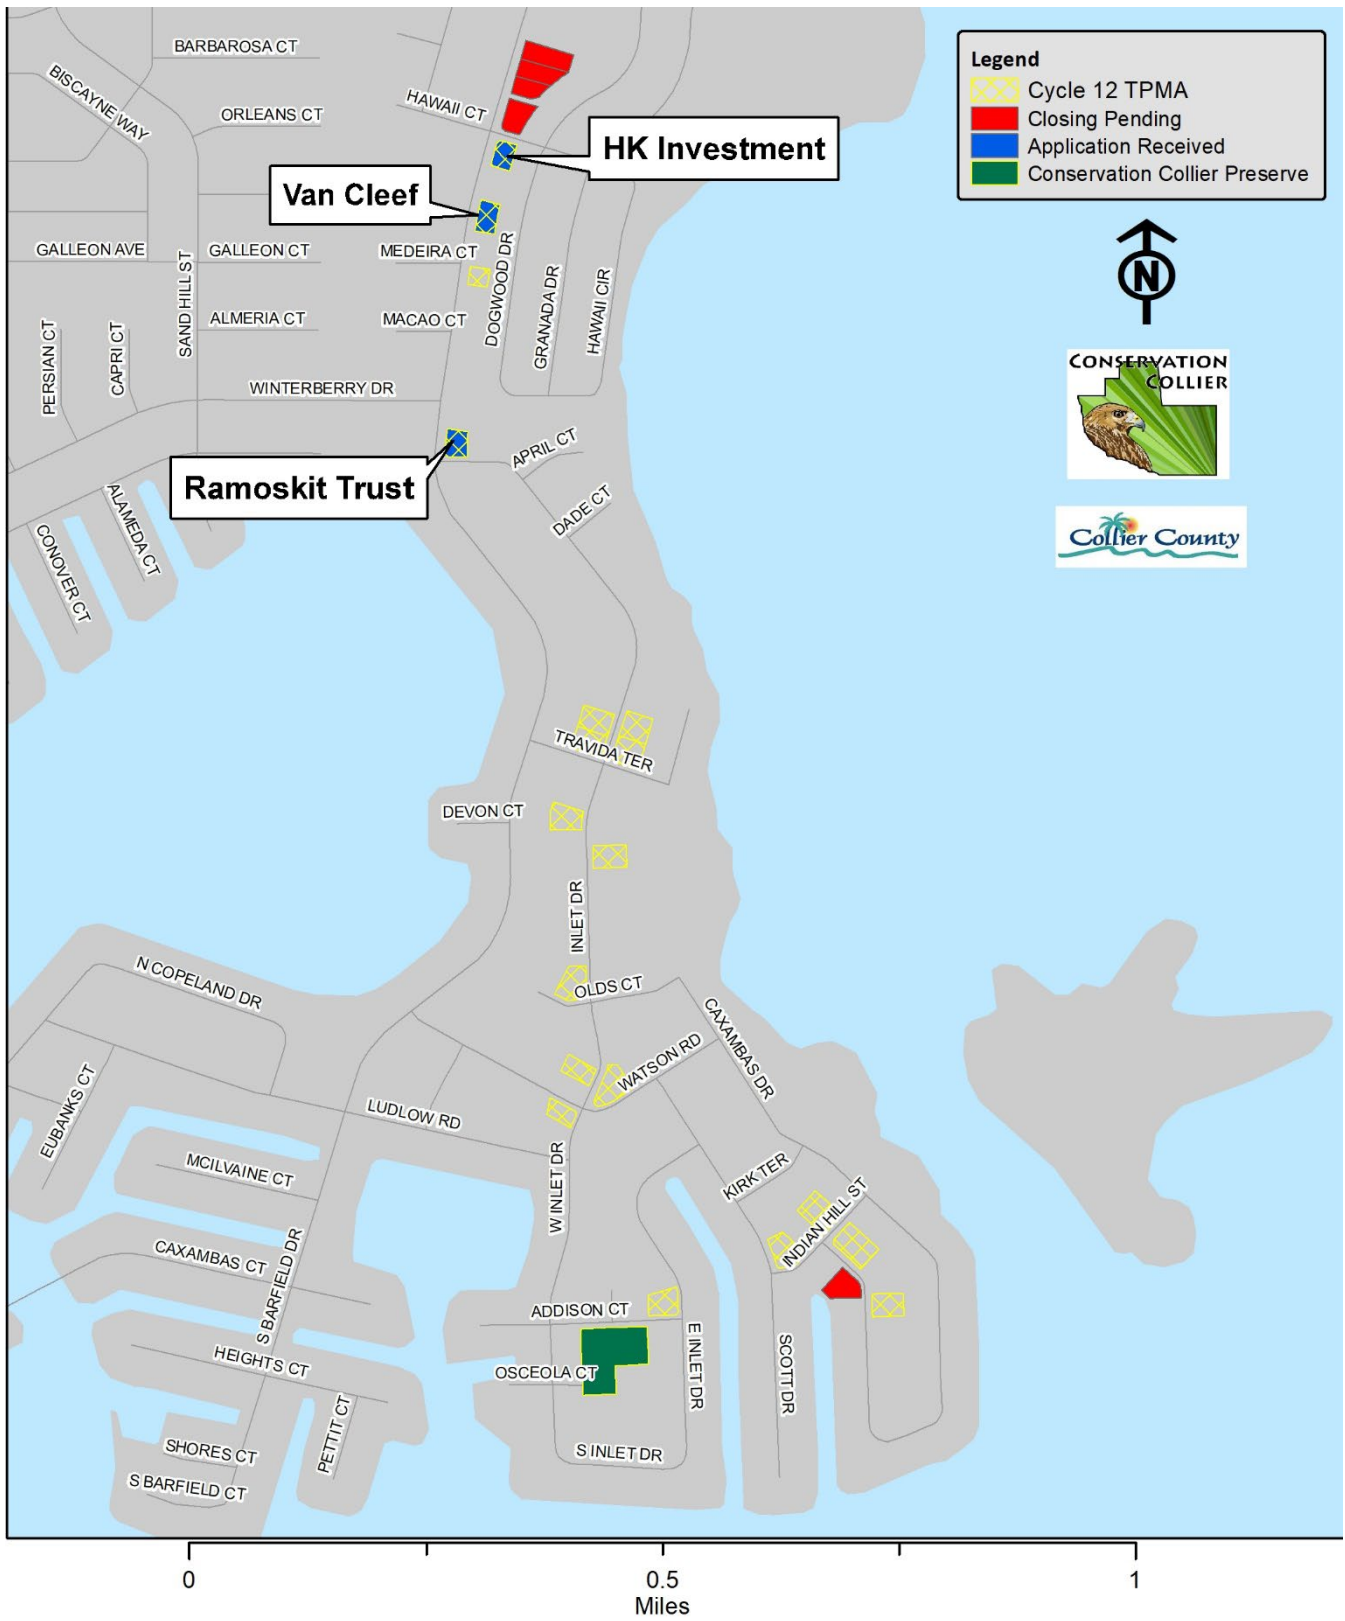 BARBAROSA CT
BISCAYNE WAY
ORLEANS CT
HAWAII CT
HK Investment
Van Cleef
GALLEON AVE
GALLEON CT
MEDEIRA CT
SAND HILL ST
DOGWOOD DR
GRANADA DR
HAWAII CIR
ALMERIA CT
MACAO CT
PERSIAN CT
CAPRI CT
WINTERBERRY DR
APRIL CT
Ramoskit Trust
DADE CT
ALAMEDA CT
CONOVER CT
TRAVIDA TER
DEVON CT
INLET DR
N COPELAND DR
OLDS CT
CAXAMBAS DR
WATSON RD
EUBANKS CT
LUDLOW RD
MCILVAINE CT
W INLET DR
KIRK TER
INDIAN HILL ST
CAXAMBAS CT
S BARFIELD DR
ADDISON CT
E INLET DR
SCOTT DR
HEIGHTS CT
OSCEOLA CT
PETTIT CT
SHORES CT
S INLET DR
S BARFIELD CT
Legend
Cycle 12 TPMA
Closing Pending
Application Received
Conservation Collier Preserve
N
CONSERVATION
COLLIER
Collier County
0
0.5
1
Miles